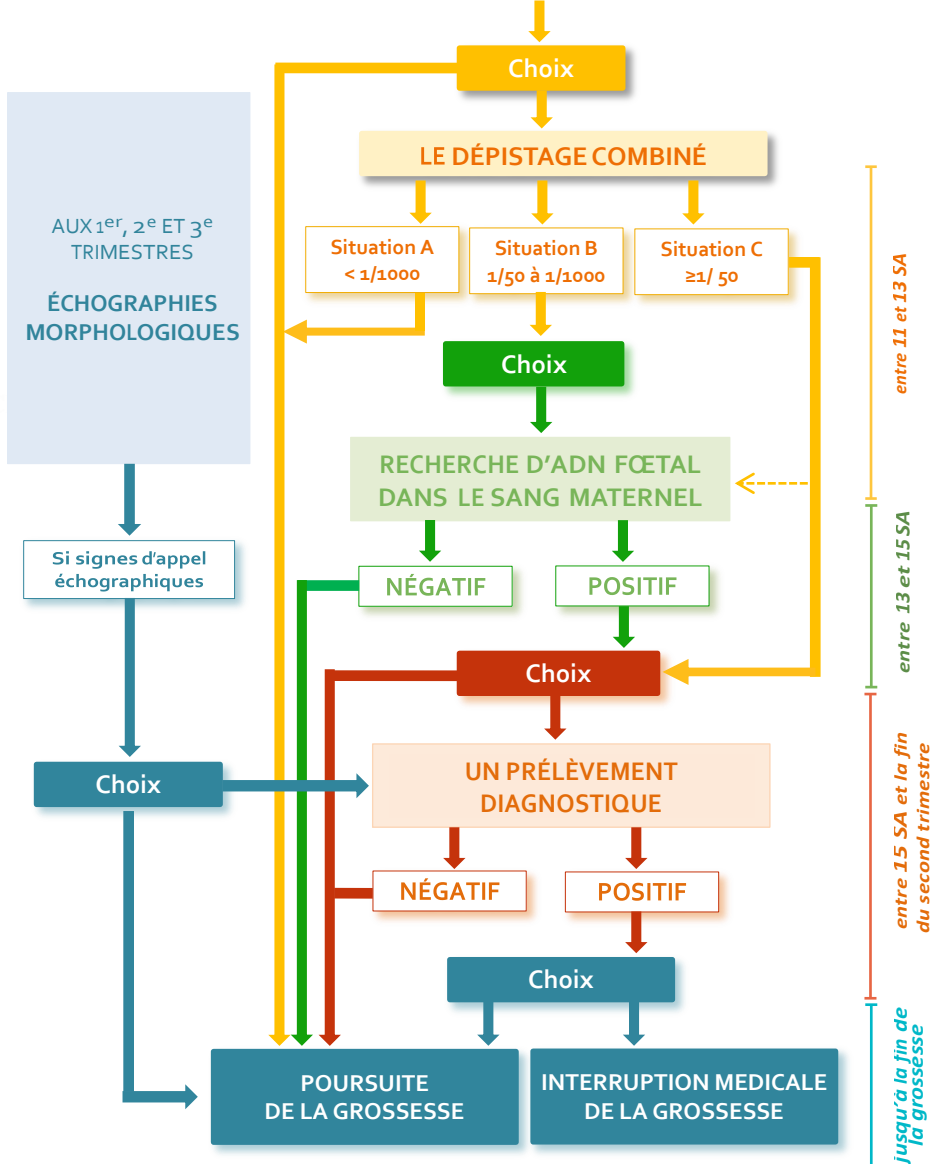 Choix
LE DÉPISTAGE COMBINÉ
AUX 1er, 2e ET 3e
TRIMESTRES
ÉCHOGRAPHIES
MORPHOLOGIQUES
Situation A
< 1/1000
Situation B
1/50 à 1/1000
Situation C
≥1/ 50
entre 11 et 13 SA
Choix
RECHERCHE D'ADN FŒTAL
DANS LE SANG MATERNEL
Si signes d'appel
échographiques
NÉGATIF
POSITIF
entre 13 et 15 SA
Choix
Choix
UN PRÉLÈVEMENT
DIAGNOSTIQUE
NÉGATIF
POSITIF
entre 15 SA et la fin
du second trimestre
Choix
POURSUITE
DE LA GROSSESSE
INTERRUPTION MEDICALE
DE LA GROSSESSE
jusqu'à la fin de
la grossesse